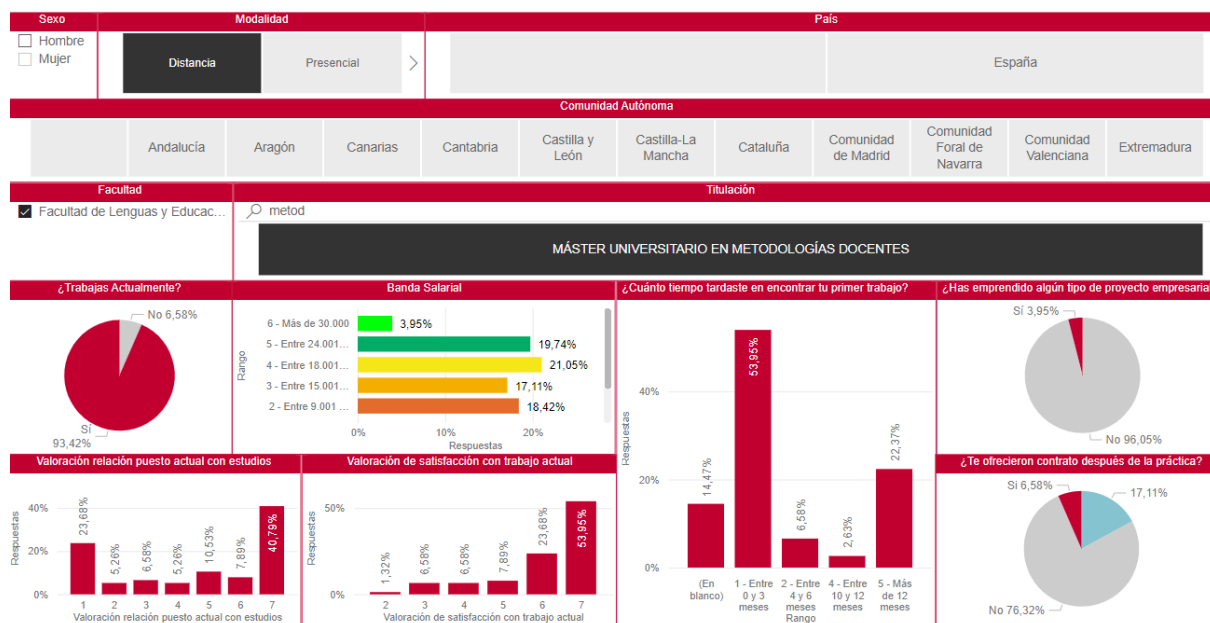 Sexo
Modalidad
País
Hombre
Mujer
Distancia
Presencial
España
Comunidad Autónoma
Andalucía
Aragón
Canarias
Cantabria
Castilla y
León
Castilla-La
Mancha
Cataluña
Comunidad
de Madrid
Comunidad
Foral de
Navarra
Comunidad
Valenciana
Extremadura
Facultad
Titulación
Facultad de Lenguas y Educac...
metod
MÁSTER UNIVERSITARIO EN METODOLOGÍAS DOCENTES
¿Trabajas Actualmente?
No 6,58%
Sí
93,42%
Banda Salarial
Rango
6 - Más de 30.000
3,95%
5 - Entre 24.001...
19,74%
4 - Entre 18.001...
21,05%
3 - Entre 15.001...
17,11%
2 - Entre 9.001 ...
18,42%
0%
10%
20%
Respuestas
¿Cuánto tiempo tardaste en encontrar tu primer trabajo?
Respuestas
40%
20%
0%
14,47%
53,95%
6,58%
2,63%
22,37%
(En
blanco)
1 - Entre
0 y 3
meses
2 - Entre
4 y 6
meses
4 - Entre
10 y 12
meses
5 - Más
de 12
meses
Rango
¿Has emprendido algún tipo de proyecto empresarial
Sí 3,95%
No 96,05%
Valoración relación puesto actual con estudios
Respuestas
40%
20%
0%
23,68%
5,26%
6,58%
5,26%
10,53%
7,89%
40,79%
1
2
3
4
5
6
7
Valoración relación puesto actual con estudios
Valoración de satisfacción con trabajo actual
Respuestas
50%
0%
1,32%
6,58%
6,58%
7,89%
23,68%
53,95%
2
3
4
5
6
7
Valoración de satisfacción con trabajo actual
¿Te ofrecieron contrato después de la práctica?
Sí 6,58%
17,11%
No 76,32%